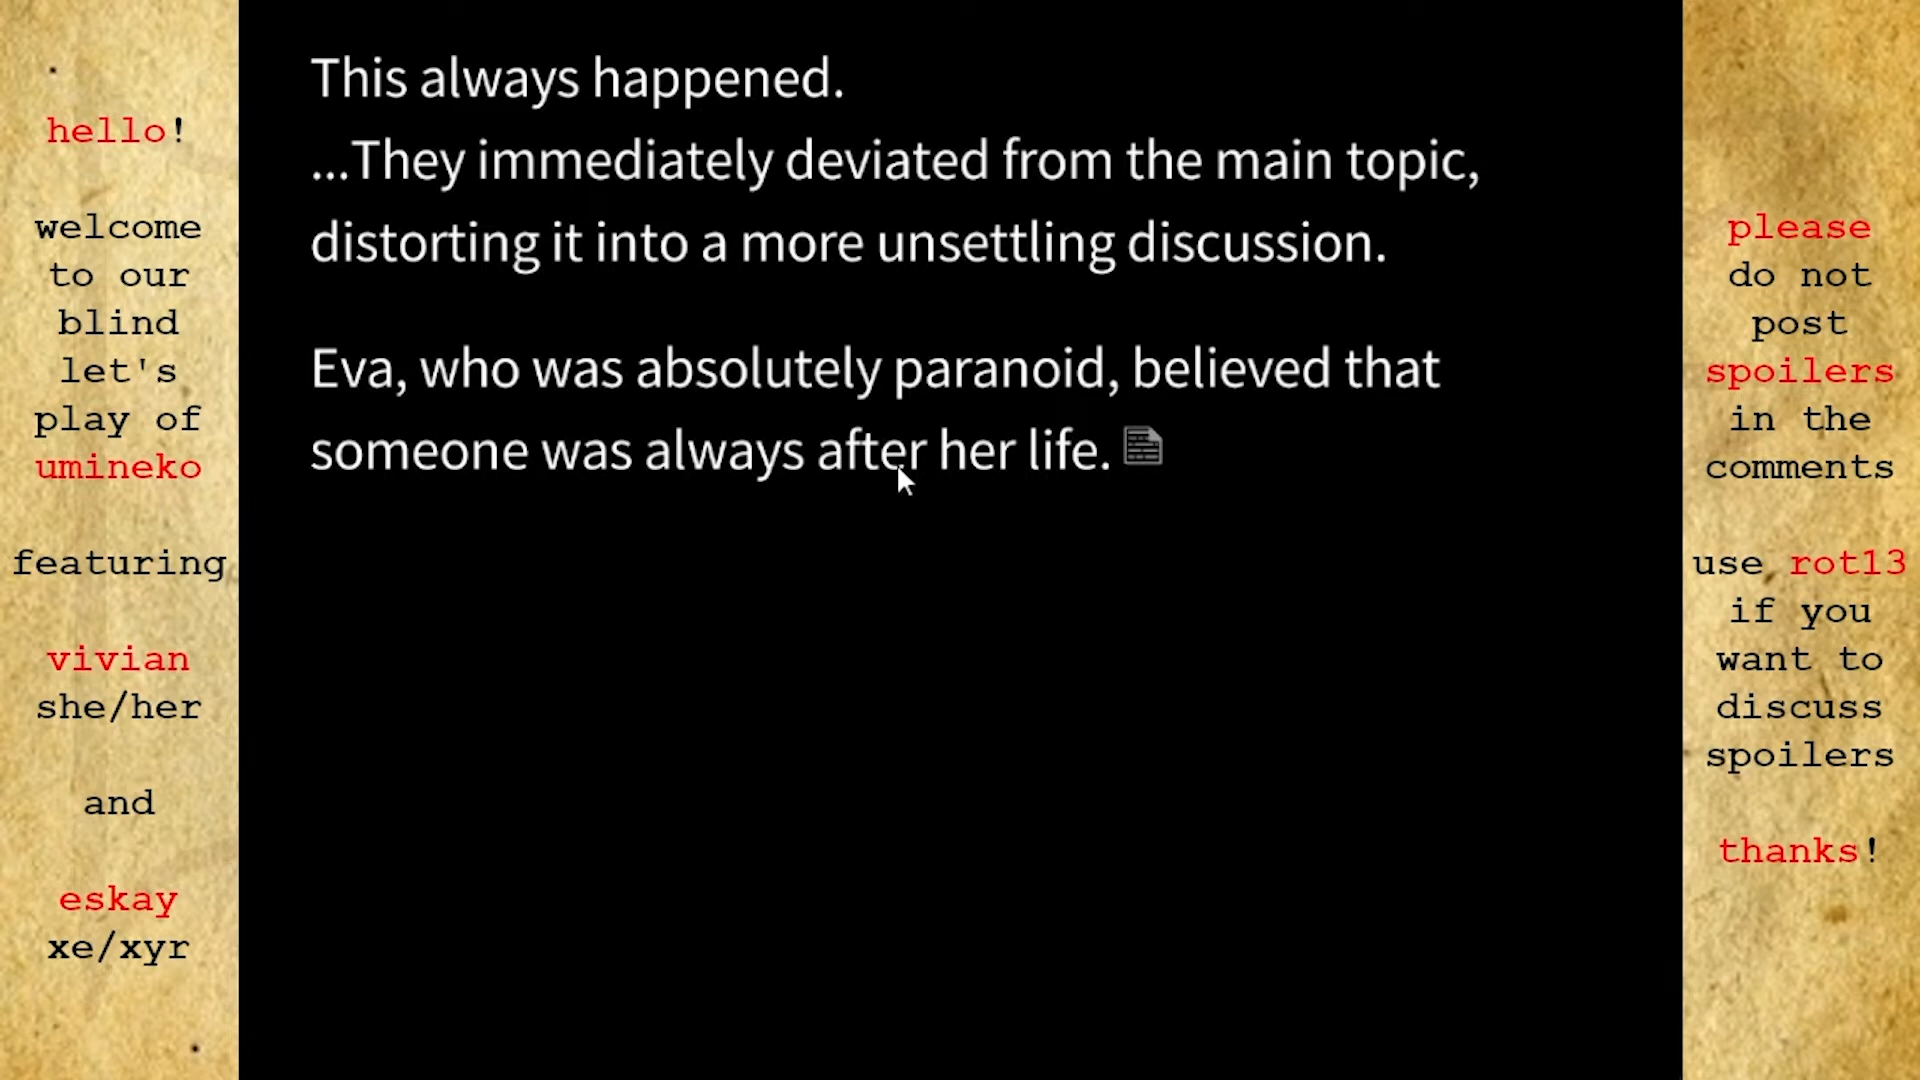 hello!
welcome
to our
blind
let's
play of
umineko
featuring
vivian
she/her
and
eskay
xe/xyr
This always happened.
...They immediately deviated from the main topic,
distorting it into a more unsettling discussion.
Eva, who was absolutely paranoid, believed that
someone was always after her life.
please
do not
post
spoilers
in the
comments
use rot13
if you
want to
discuss
spoilers
thanks!